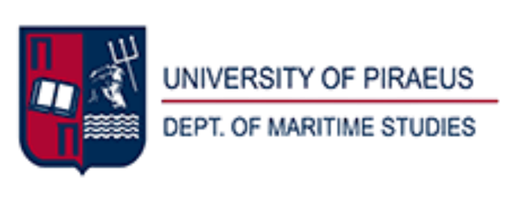 Π
UNIVERSITY OF PIRAEUS
DEPT. OF MARITIME STUDIES
Π